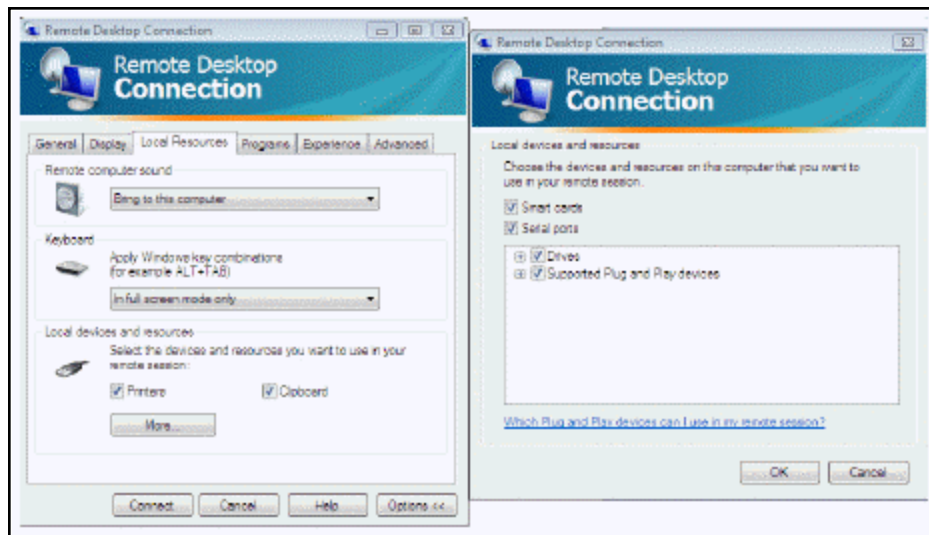 Remote Desktop Connection
Remote Desktop
Connection
General Display Local Resources Programs Experience Advanced
Remote computer sound
Bring to this computer
Keyboard
Apply Windows key combinations
(for example ALT+TAB)
In full screen mode only
Local devices and resources
Select the devices and resources you want to use in your
remote session:
Printers Clipboard
More...
Connect Cancel Help Options <<
Remote Desktop Connection
Remote Desktop
Connection
Local devices and resources
Choose the devices and resources on this computer that you want to
use in your remote session.
Smart cards
Serial ports
Drives
Supported Plug and Play devices
Which Plug and Play devices can I use in my remote session?
OK Cancel